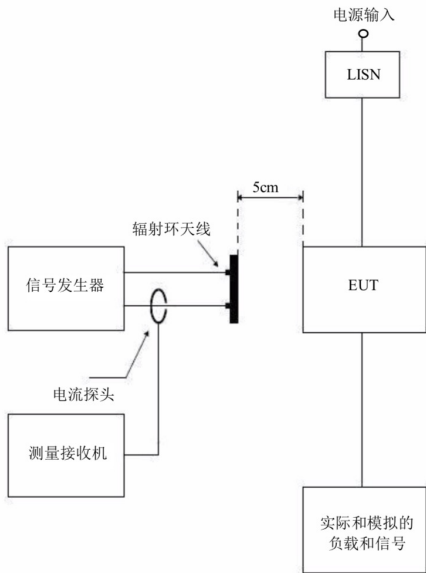 电源输入
LISN
5cm
辐射环天线
信号发生器
EUT
电流探头
测量接收机
实际和模拟的
负载和信号